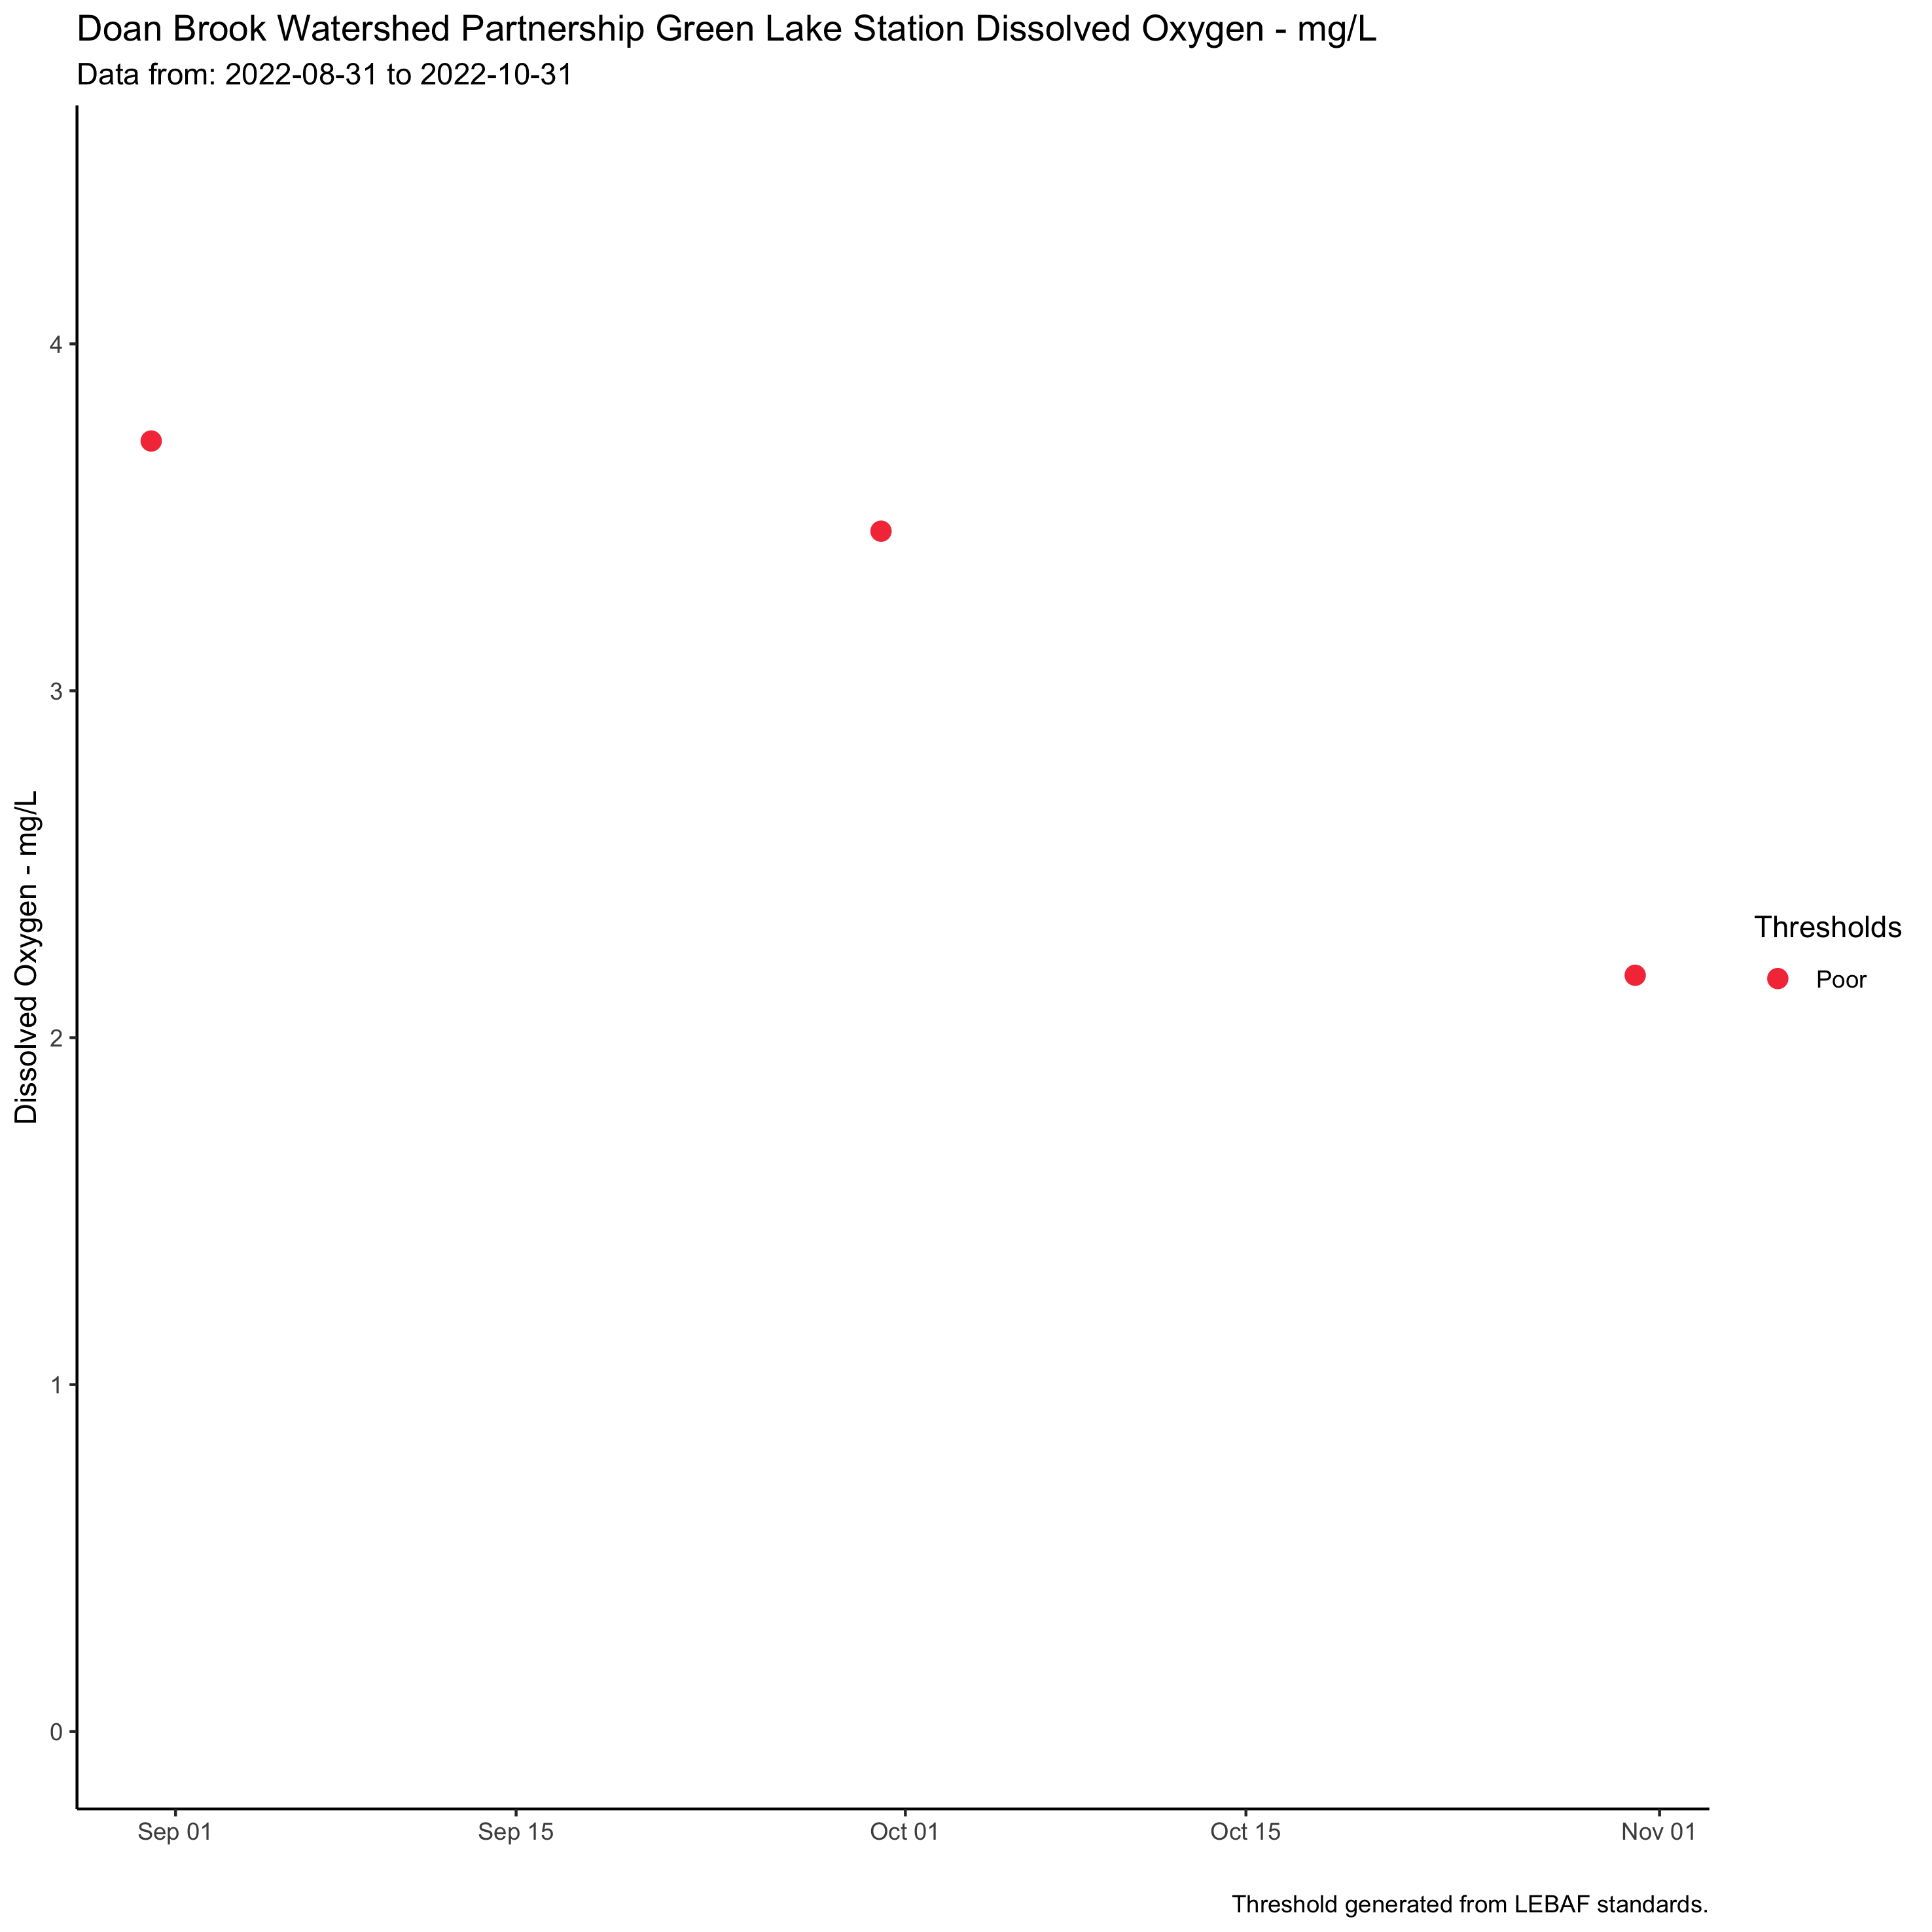 Doan Brook Watershed Partnership Green Lake Station Dissolved Oxygen - mg/L
Data from: 2022-08-31 to 2022-10-31
Dissolved Oxygen - mg/L
4
3
2
1
0
Sep 01
Sep 15
Oct 01
Oct 15
Nov 01
Thresholds
Poor
Threshold generated from LEBAF standards.